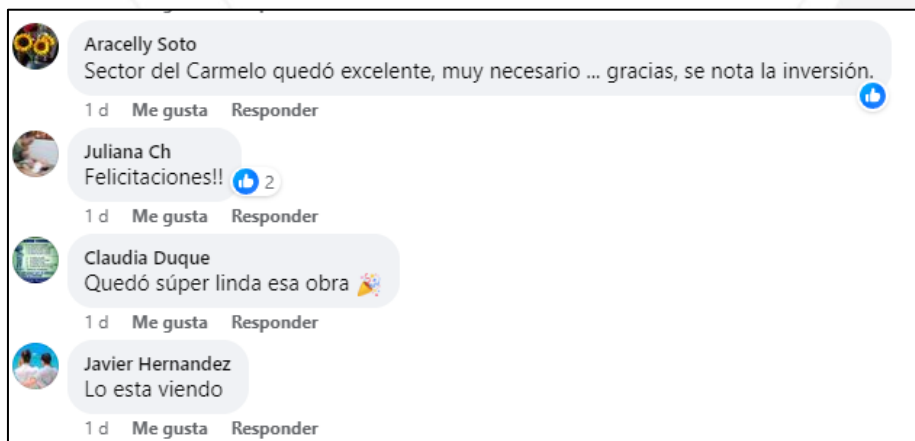 Aracelly Soto
Sector del Carmelo quedó excelente, muy necesario ... gracias, se nota la inversión.
1 d Me gusta Responder
Juliana Ch
Felicitaciones!! 2
1 d Me gusta Responder
Claudia Duque
Quedó súper linda esa obra 🎉
1 d Me gusta Responder
Javier Hernandez
Lo esta viendo
1 d Me gusta Responder